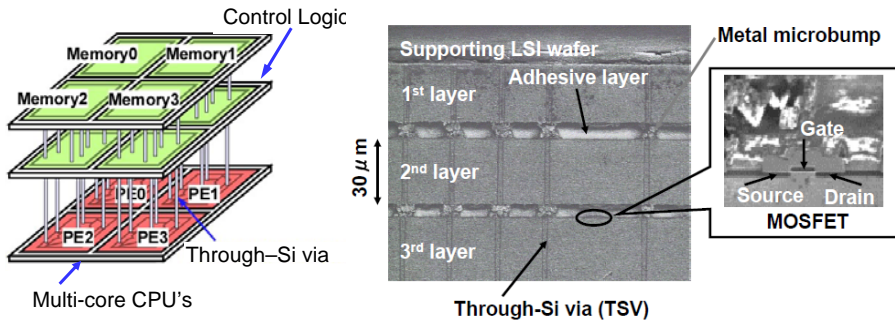 Control Logic
Memory0
Memory1
Memory2
Memory3
PE0
PE1
PE2
PE3
Through–Si via
Multi-core CPU's
Supporting LSI wafer
Adhesive layer
1st layer
30μm
2nd layer
3rd layer
Through-Si via (TSV)
Metal microbump
Gate
Source
Drain
MOSFET